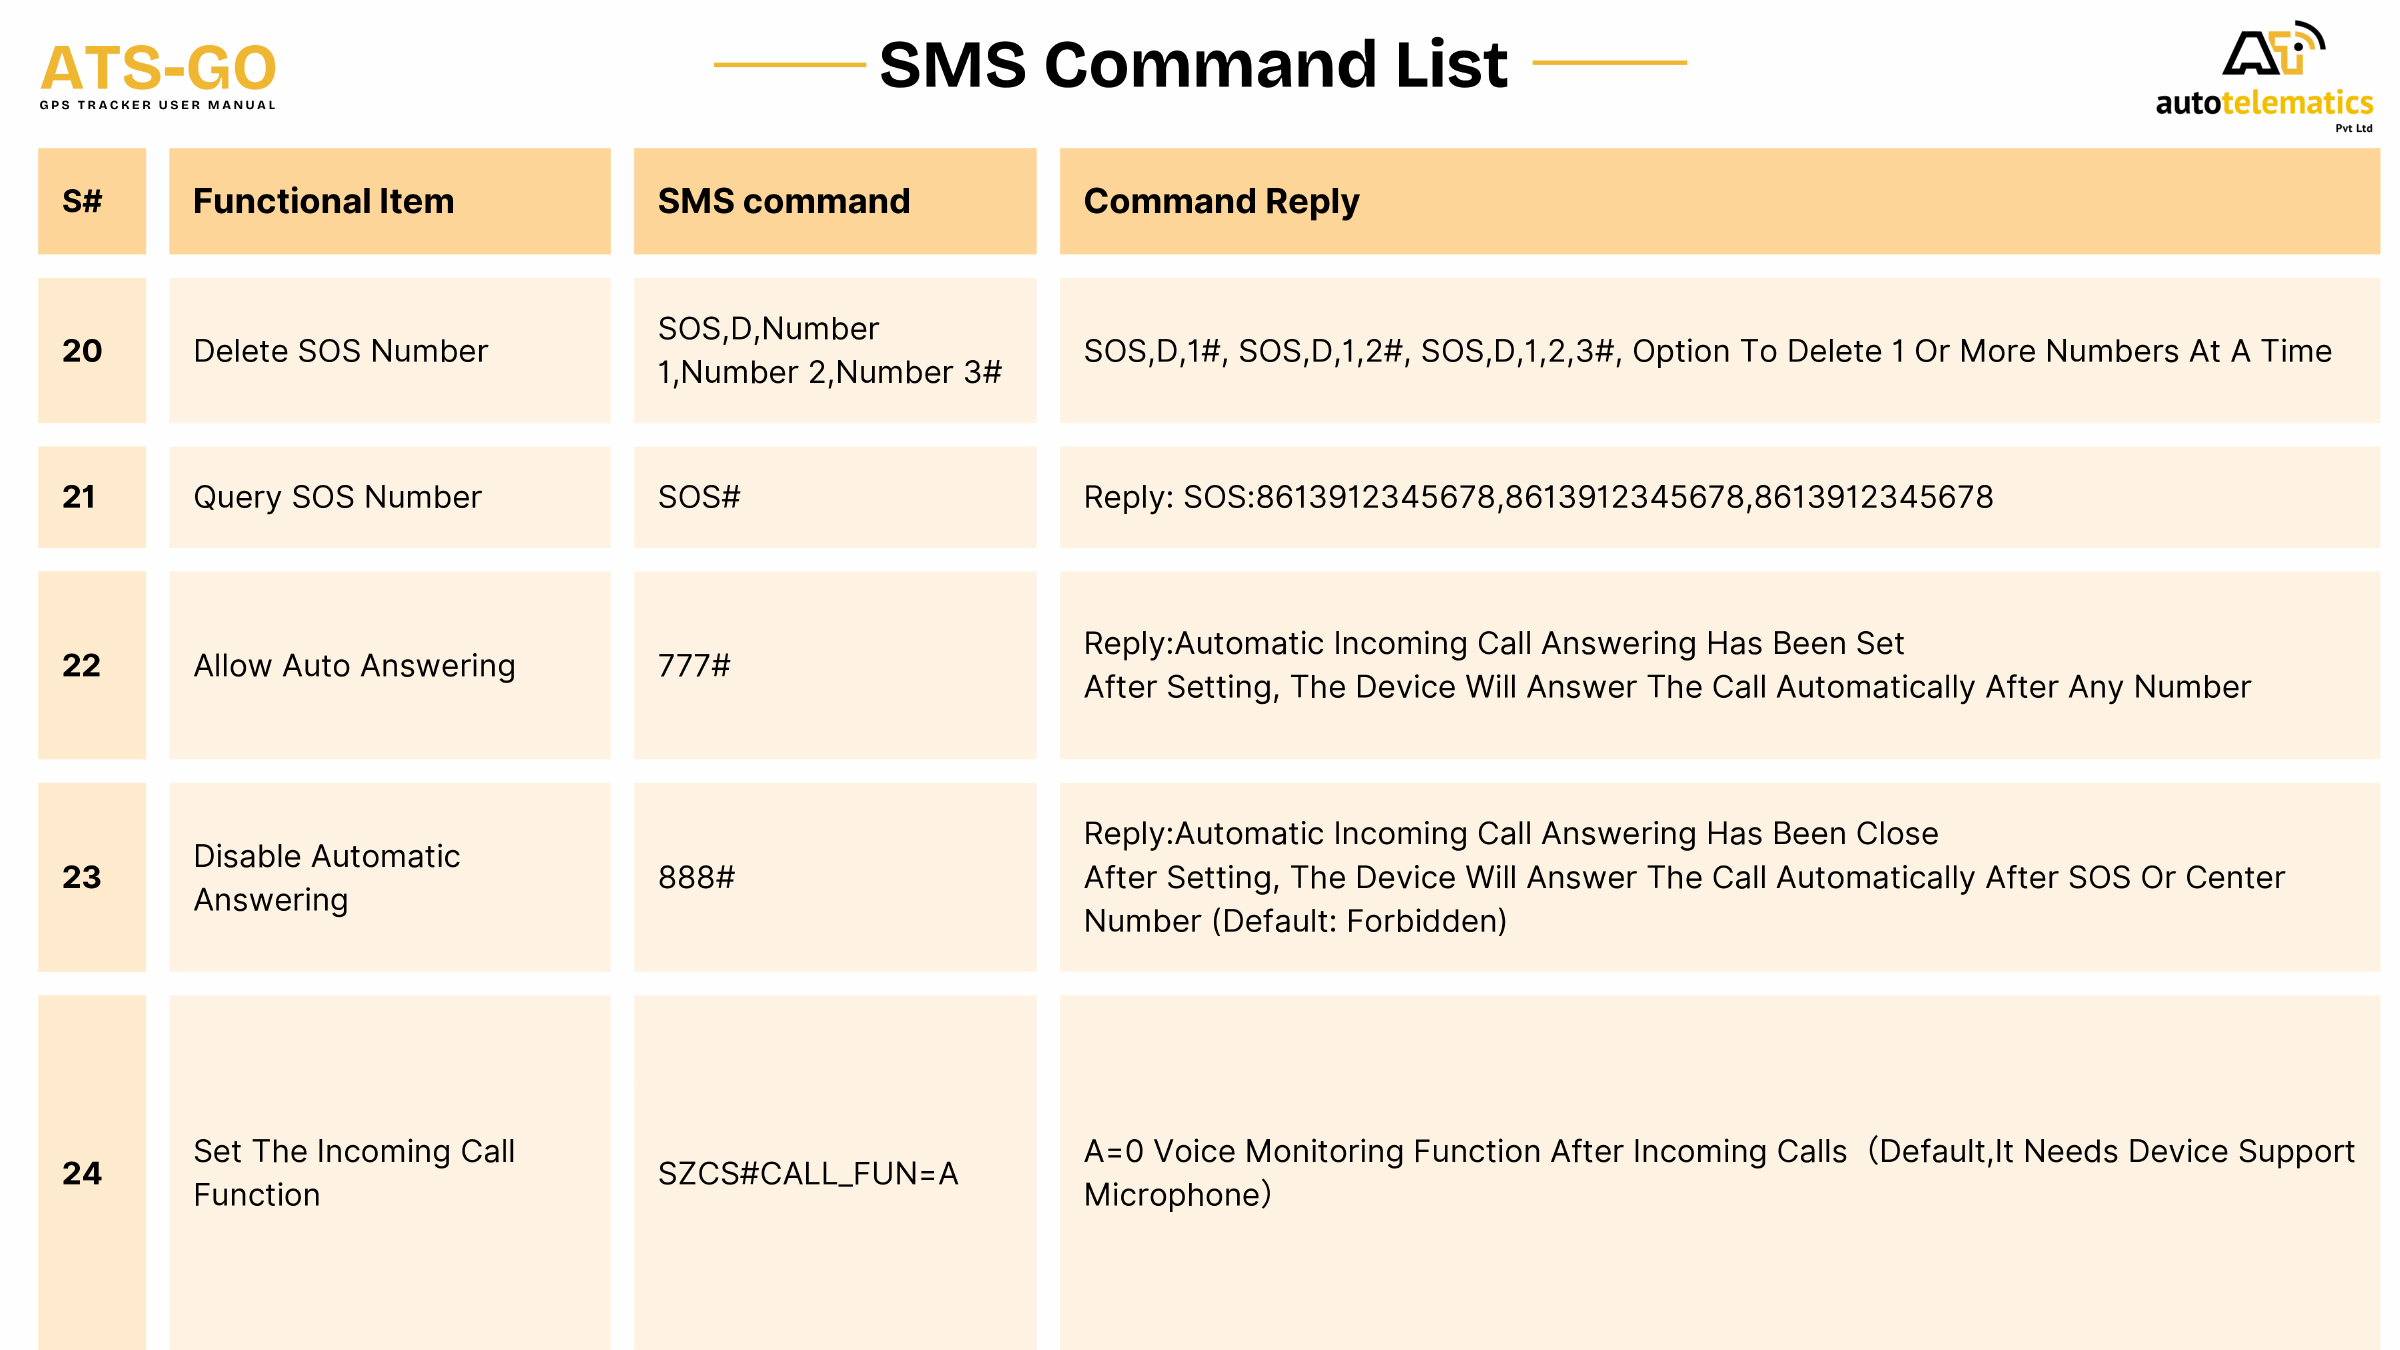 ATS-GO
GPS TRACKER USER MANUAL
SMS Command List
autotelematics
Pvt Ltd
S#
Functional Item
SMS command
Command Reply
20
Delete SOS Number
SOS,D,Number
1,Number 2,Number 3#
SOS,D,1#, SOS,D,1,2#, SOS,D,1,2,3#, Option To Delete 1 Or More Numbers At A Time
21
Query SOS Number
SOS#
Reply: SOS:8613912345678,8613912345678,8613912345678
22
Allow Auto Answering
777#
Reply:Automatic Incoming Call Answering Has Been Set
After Setting, The Device Will Answer The Call Automatically After Any Number
23
Disable Automatic
Answering
888#
Reply:Automatic Incoming Call Answering Has Been Close
After Setting, The Device Will Answer The Call Automatically After SOS Or Center
Number (Default: Forbidden)
24
Set The Incoming Call
Function
SZCS#CALL_FUN=A
A=0 Voice Monitoring Function After Incoming Calls（Default,It Needs Device Support
Microphone）